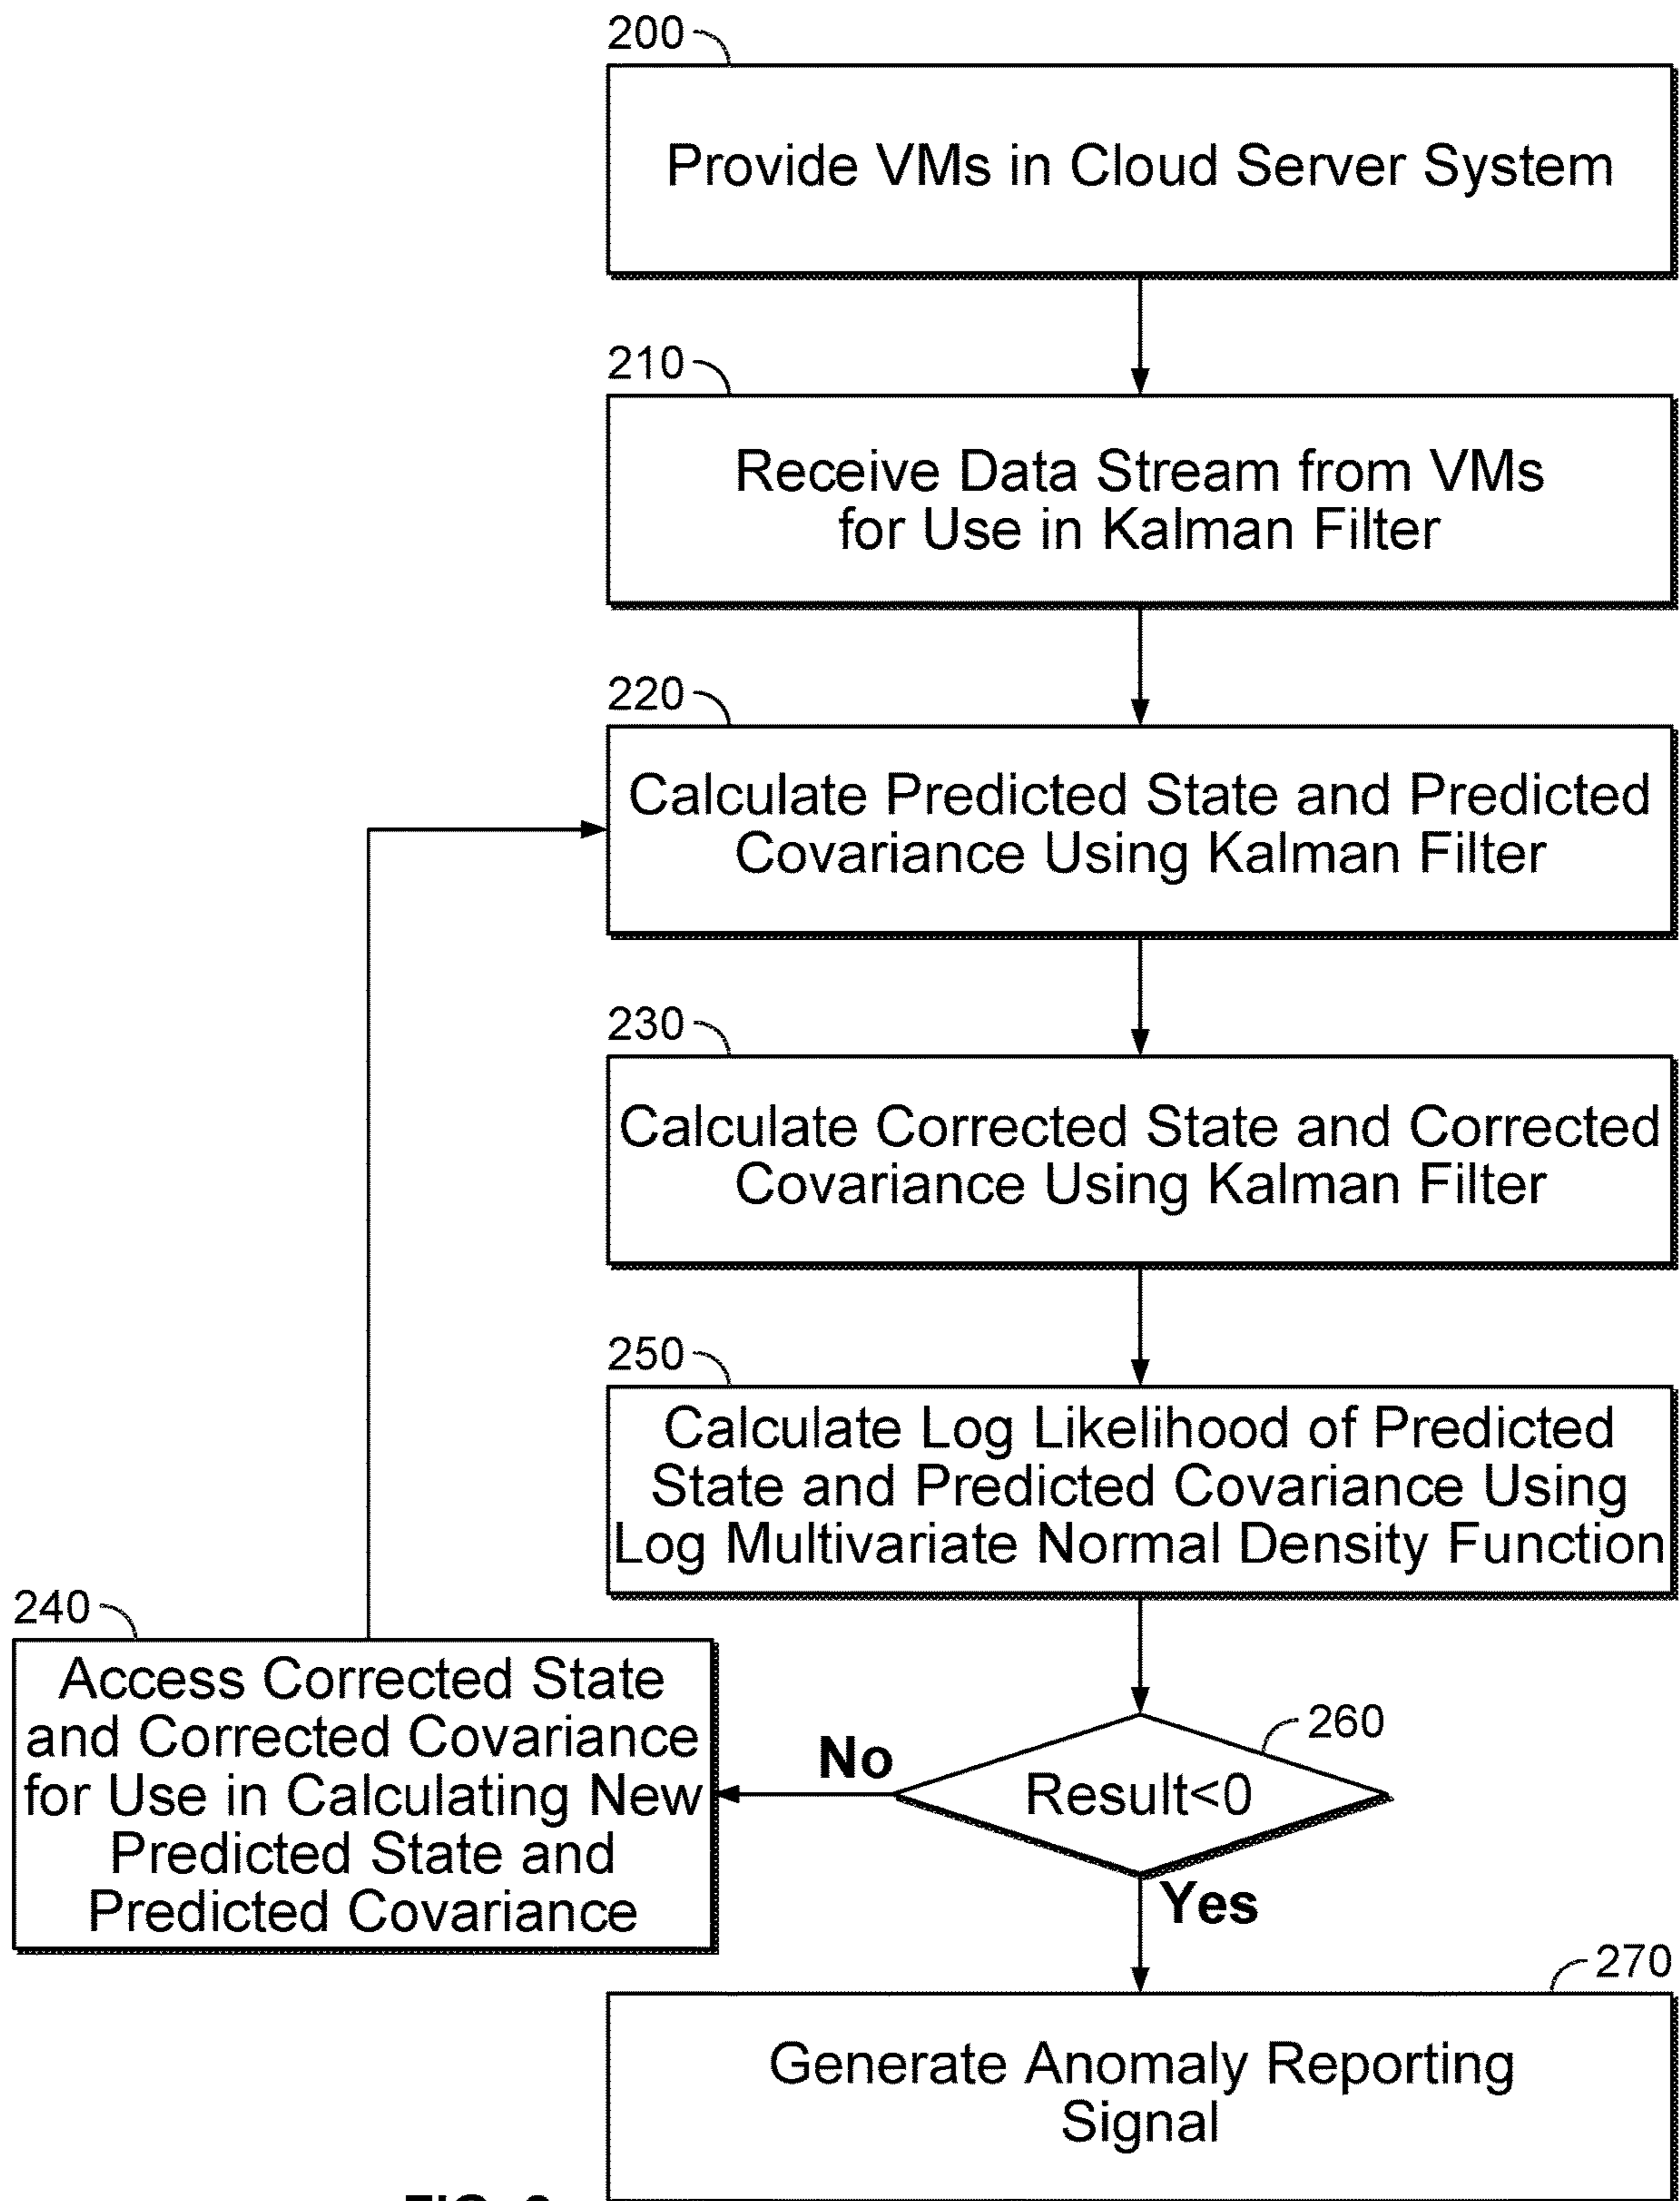 200
Provide VMs in Cloud Server System
210
Receive Data Stream from VMs
for Use in Kalman Filter
220
Calculate Predicted State and Predicted
Covariance Using Kalman Filter
230
Calculate Corrected State and Corrected
Covariance Using Kalman Filter
250
Calculate Log Likelihood of Predicted
State and Predicted Covariance Using
Log Multivariate Normal Density Function
240
Access Corrected State
and Corrected Covariance
for Use in Calculating New
Predicted State and
Predicted Covariance
No
260
Result<0
Yes
270
Generate Anomaly Reporting
Signal